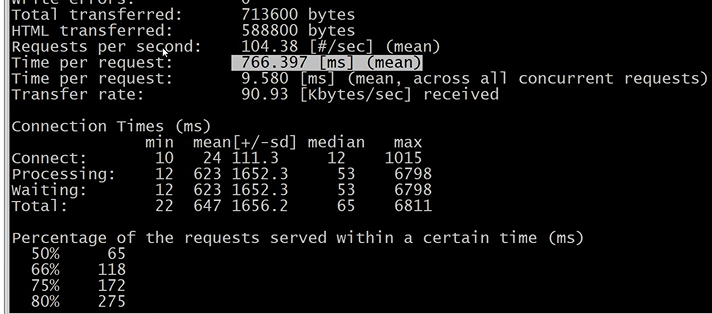 Write errors: 0
Total transferred: 713600 bytes
HTML transferred: 588800 bytes
Requests per second: 104.38 [#/sec] (mean)
Time per request: 766.397 [ms] (mean)
Time per request: 9.580 [ms] (mean, across all concurrent requests)
Transfer rate: 90.93 [Kbytes/sec] received
Connection Times (ms)
min mean[+/-sd] median max
Connect: 10 24 111.3 12 1015
Processing: 12 623 1652.3 53 6798
Waiting: 12 623 1652.3 53 6798
Total: 22 647 1656.2 65 6811
Percentage of the requests served within a certain time (ms)
50% 65
66% 118
75% 172
80% 275